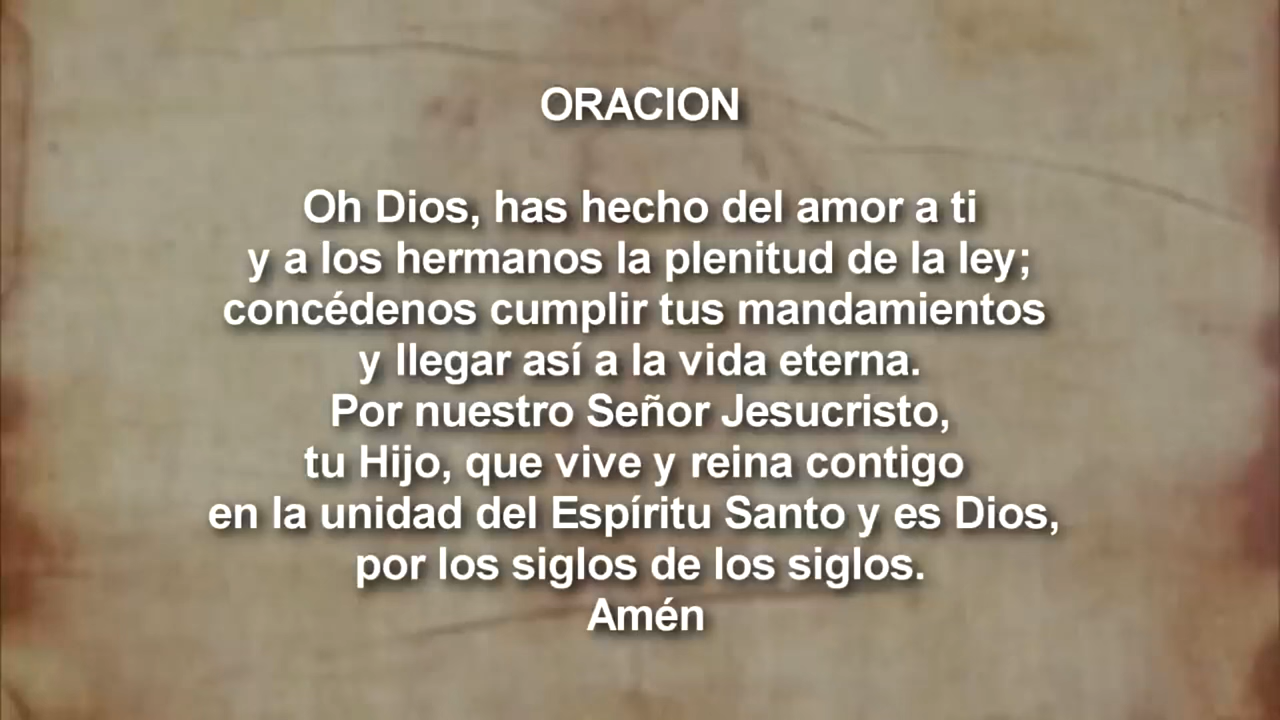 ORACION
Oh Dios, has hecho del amor a ti
y a los hermanos la plenitud de la ley;
concédenos cumplir tus mandamientos
y llegar así a la vida eterna.
Por nuestro Señor Jesucristo,
tu Hijo, que vive y reina contigo
en la unidad del Espíritu Santo y es Dios,
por los siglos de los siglos.
Amén